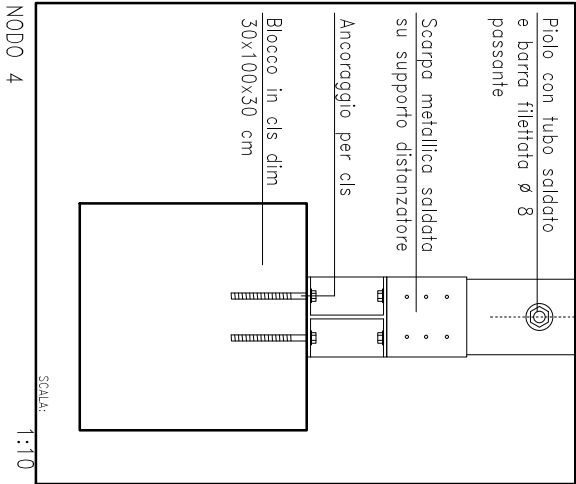 Piolo con tubo saldato
e barra filettata Ø 8
passante
Scarpa metallica saldata
su supporto distanzatore
Ancoraggio per cls
Blocco in cls dim
30x100x30 cm
NODO 4
SCALA:
1:10